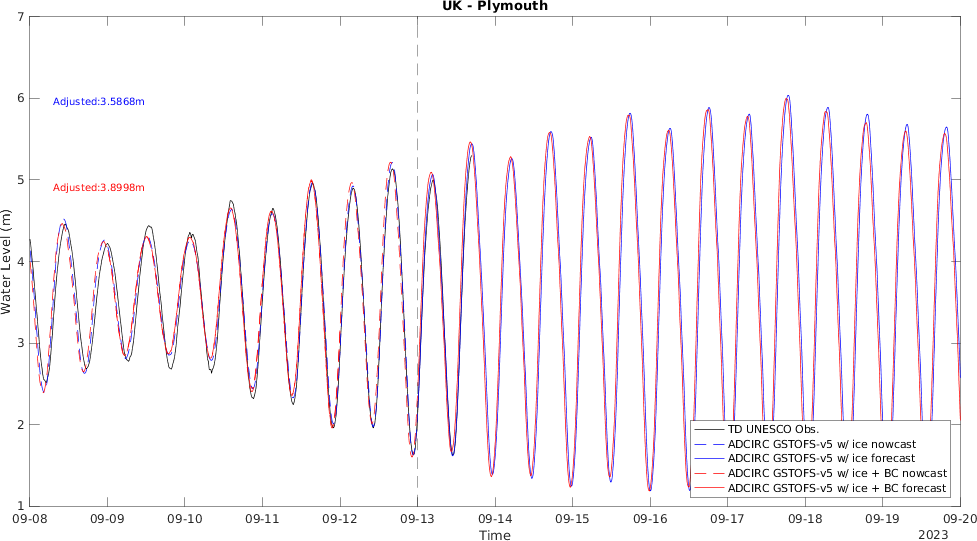 UK - Plymouth
7
6
5
4
3
2
1
Water Level (m)
Adjusted:3.5868m
Adjusted:3.8998m
TD UNESCO Obs.
ADCIRC GSTOFS-v5 w/ ice nowcast
ADCIRC GSTOFS-v5 w/ ice forecast
ADCIRC GSTOFS-v5 w/ ice + BC nowcast
ADCIRC GSTOFS-v5 w/ ice + BC forecast
09-08 09-09 09-10 09-11 09-12 09-13 09-14 09-15 09-16 09-17 09-18 09-19 09-20
Time
2023